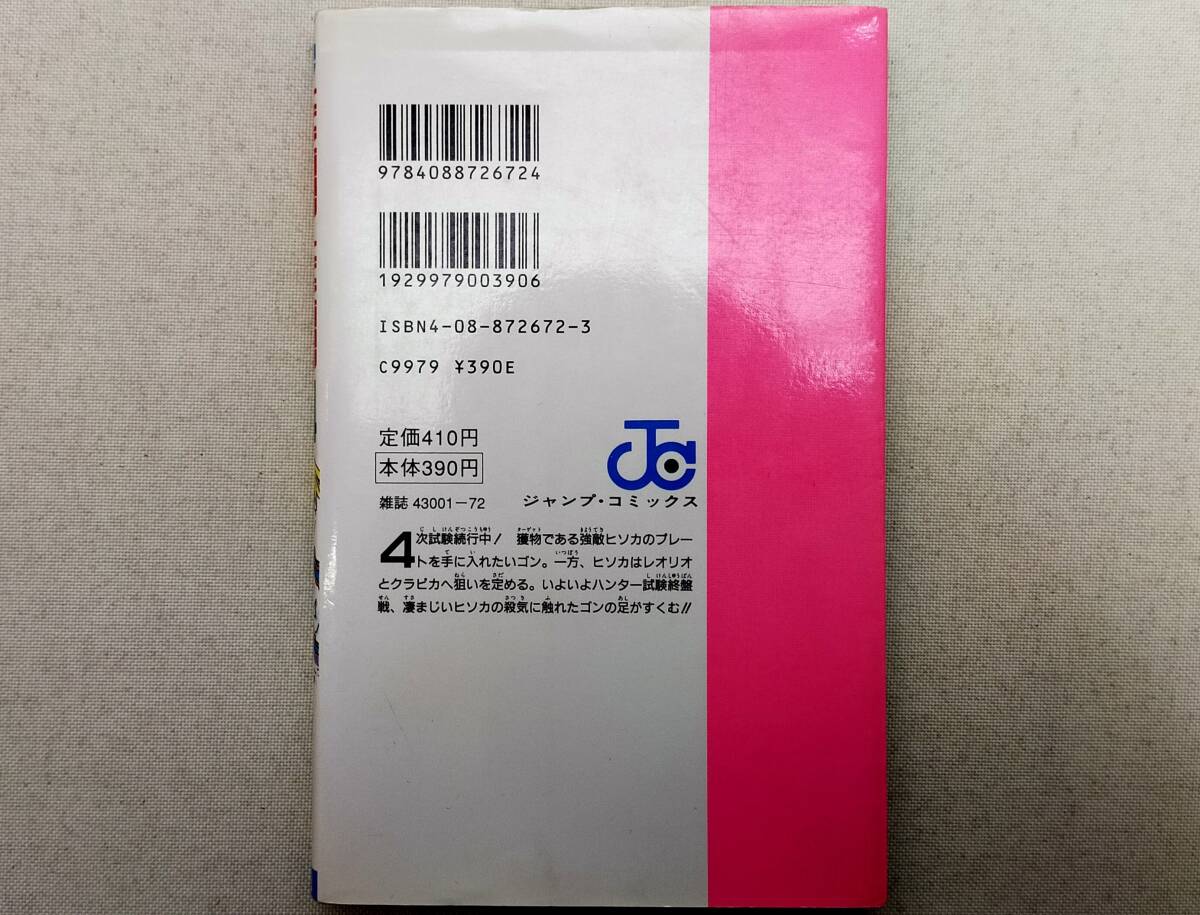 9784088726724
1929979003906
ISBN4-08-872672-3
C9979 ¥390E
定価410円
本体390円
雑誌 43001-72
JC
ジャンプ・コミックス
4次試験続行中! 獲物である強敵ヒソカのプレー
トを手に入れたいゴン。一方、ヒソカはレオリオ
とクラピカへ狙いを定める。いよいよハンター試験終盤
戦、凄まじいヒソカの殺気に触れたゴンの足がすくむ!!